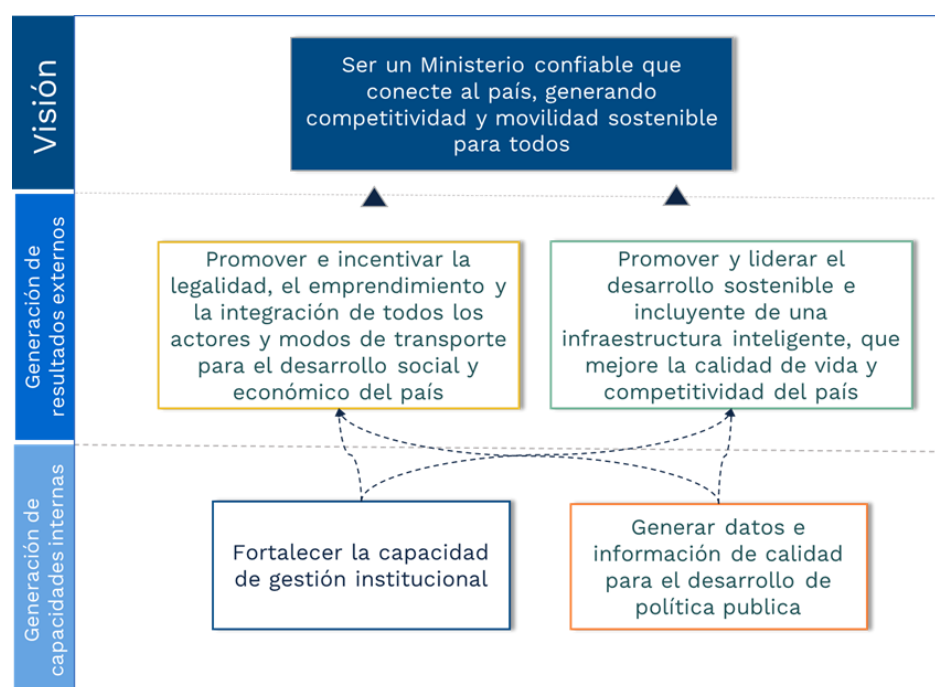 Visión
Ser un Ministerio confiable que
conecte al país, generando
competitividad y movilidad sostenible
para todos
Generación de
resultados externos
Promover e incentivar la
legalidad, el emprendimiento y
la integración de todos los
actores y modos de transporte
para el desarrollo social y
económico del país
Promover y liderar el
desarrollo sostenible e
incluyente de una
infraestructura inteligente, que
mejore la calidad de vida y
competitividad del país
Generación de
capacidades internas
Fortalecer la capacidad
de gestión institucional
Generar datos e
información de calidad
para el desarrollo de
política publica